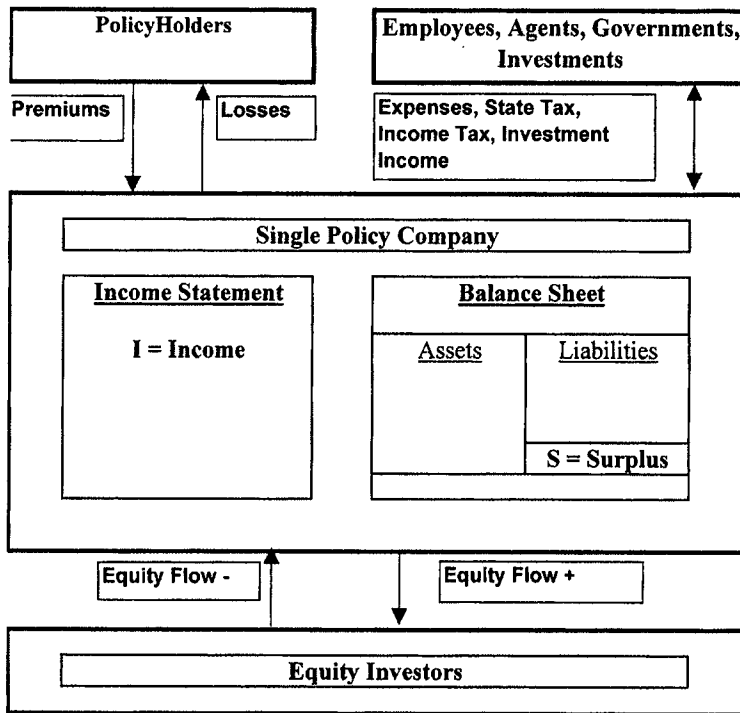 PolicyHolders
Employees, Agents, Governments,
Investments
Premiums
Losses
Expenses, State Tax,
Income Tax, Investment
Income
Single Policy Company
Income Statement
I = Income
Balance Sheet
Assets
Liabilities
S = Surplus
Equity Flow -
Equity Flow +
Equity Investors